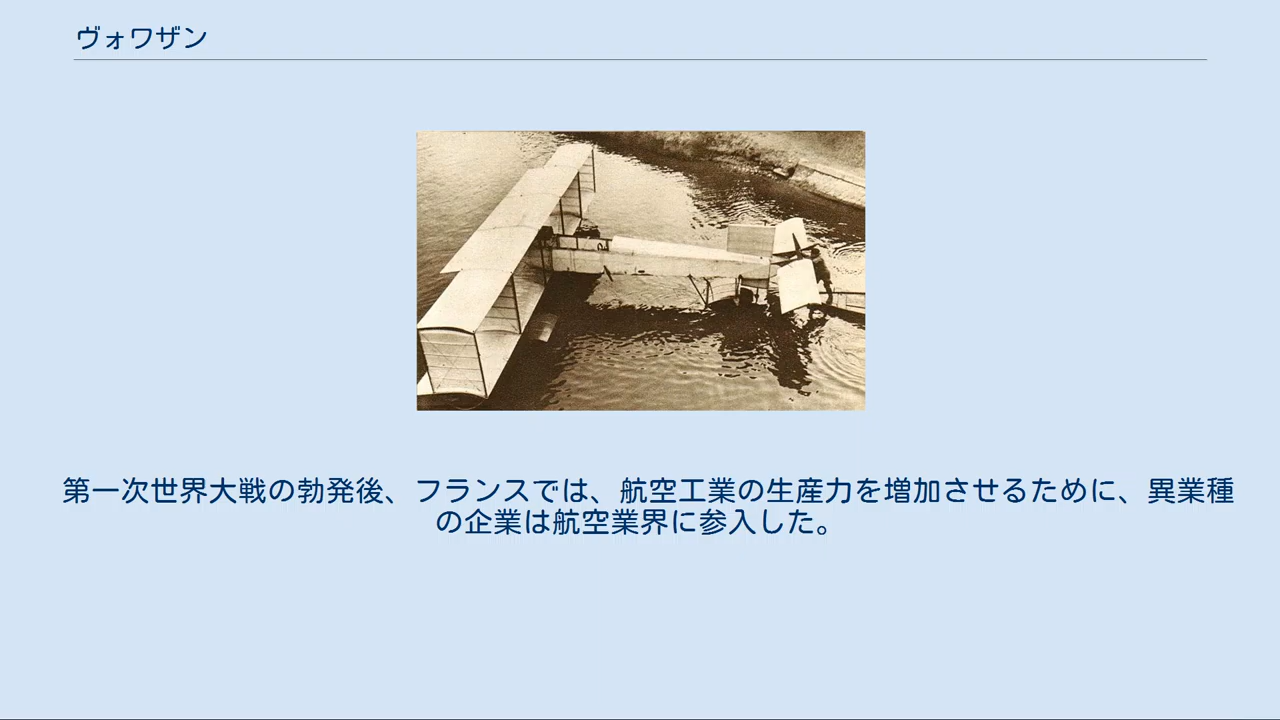 ヴォワザン
第一次世界大戦の勃発後、フランスでは、航空工業の生産力を増加させるために、異業種
の企業は航空業界に参入した。